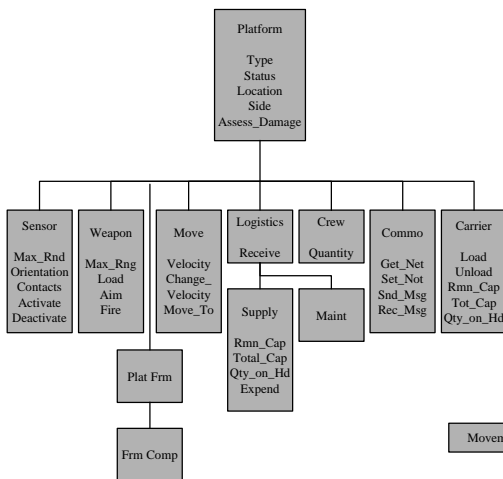 Platform
Type
Status
Location
Side
Assess_Damage
Sensor
Max_Rnd
Orientation
Contacts
Activate
Deactivate
Weapon
Max_Rng
Load
Aim
Fire
Move
Velocity
Change_
Velocity
Move_To
Logistics
Receive
Crew
Quantity
Commo
Get_Net
Set_Not
Snd_Msg
Rec_Msg
Carrier
Load
Unload
Rmn_Cap
Tot_Cap
Qty_on_Hd
Supply
Rmn_Cap
Total_Cap
Qty_on_Hd
Expend
Maint
Plat Frm
Frm Comp